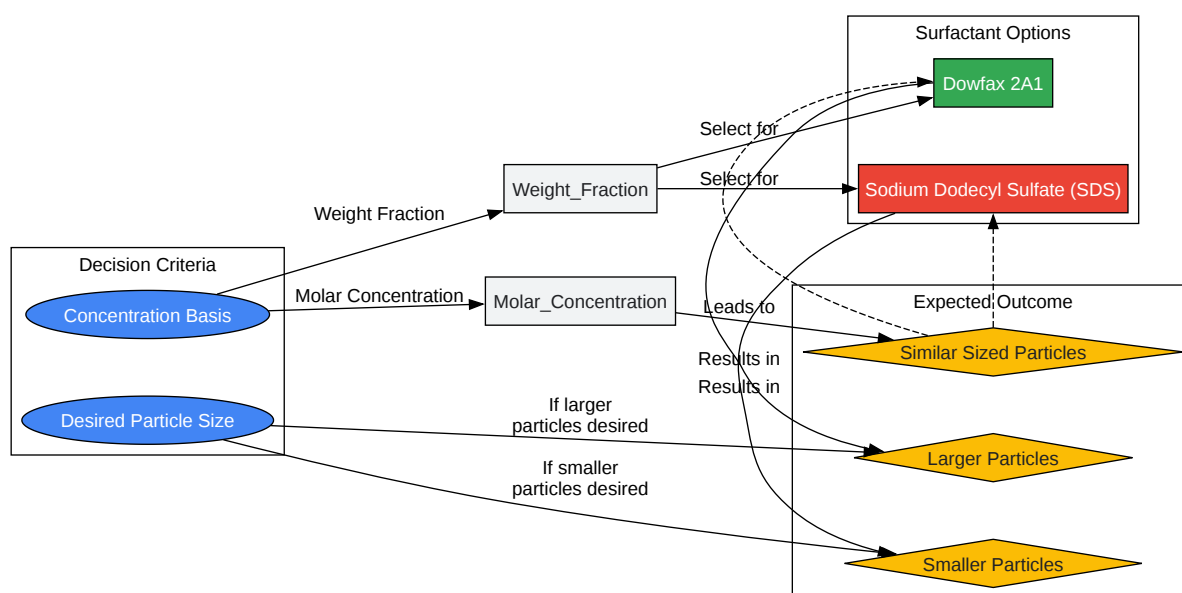 Surfactant Options
Dowfax 2A1
Select for
Weight_Fraction
Select for
Sodium Dodecyl Sulfate (SDS)
Weight Fraction
Decision Criteria
Concentration Basis
Molar Concentration
Molar_Concentration
Leads to
Expected Outcome
Similar Sized Particles
Results in
Results in
Desired Particle Size
If larger
particles desired
Larger Particles
If smaller
particles desired
Smaller Particles